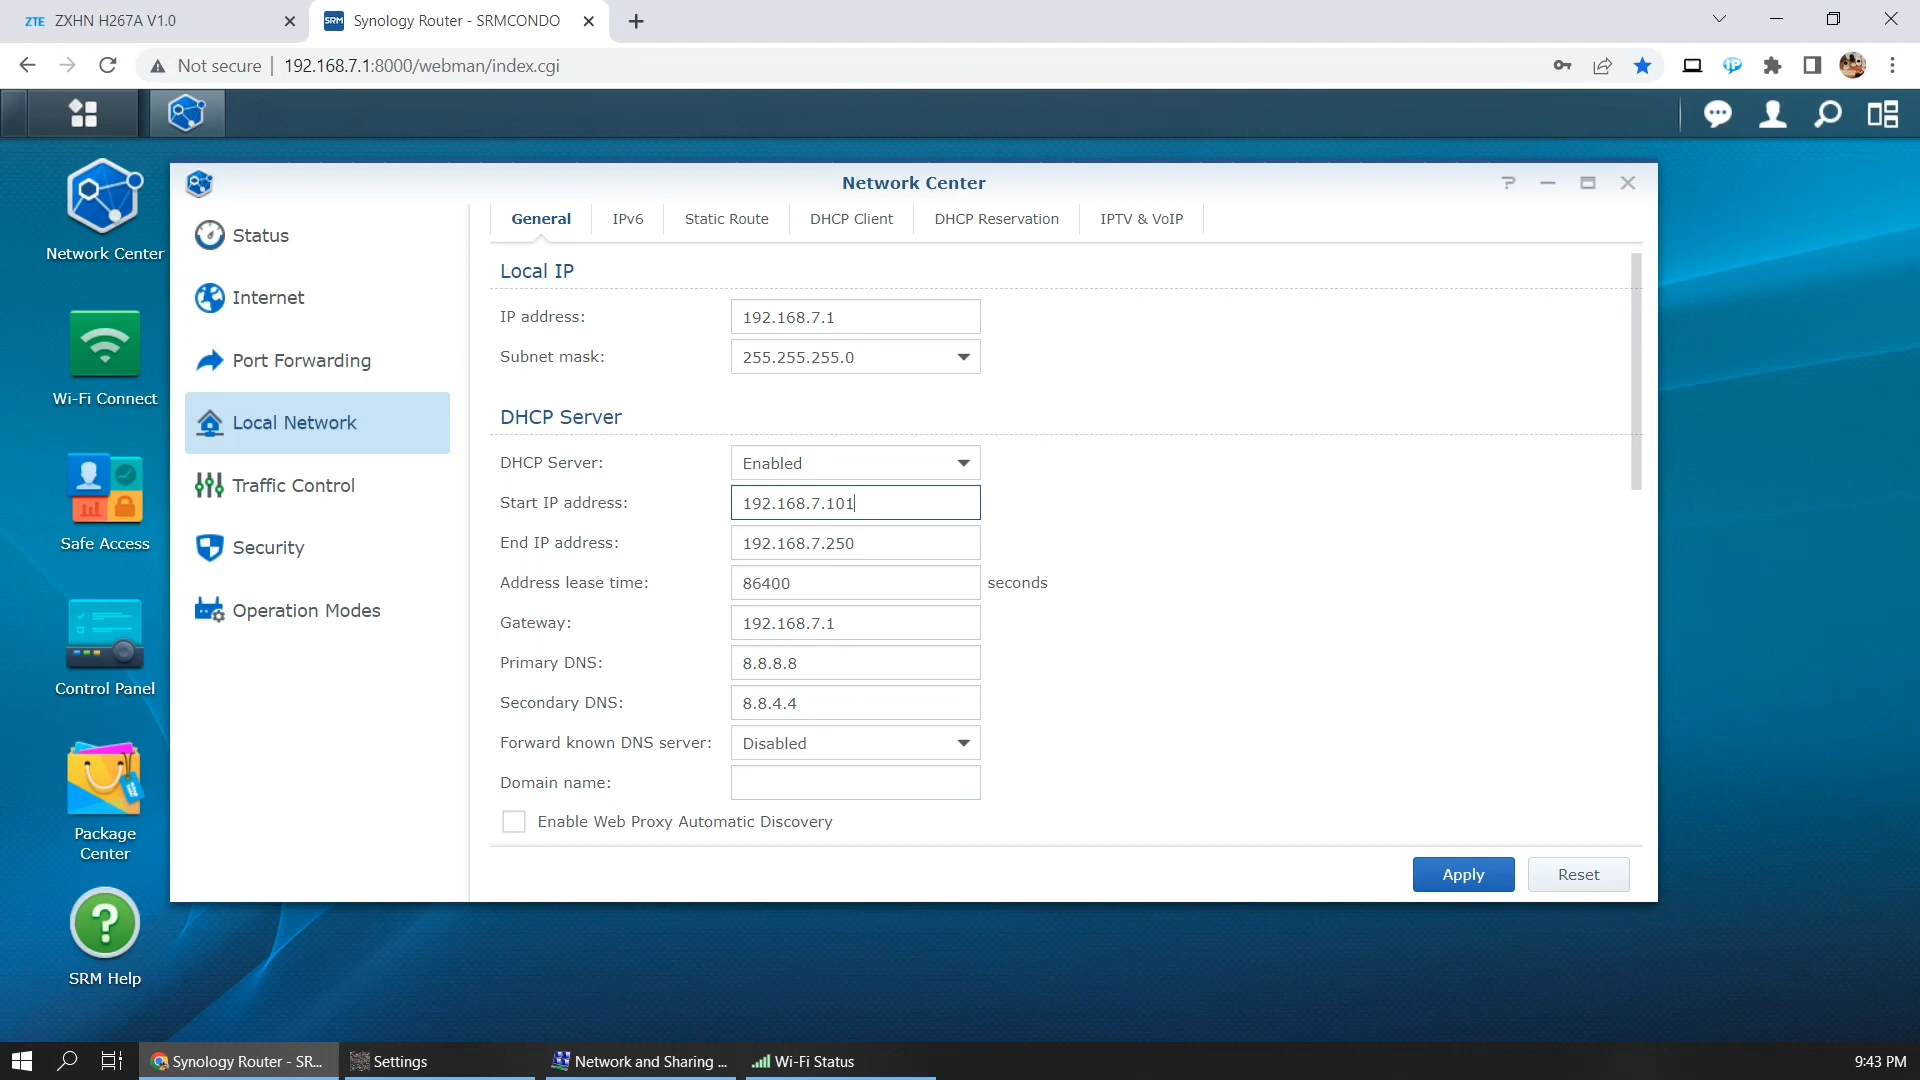 ZTE ZXHN H267A V1.0
SRM Synology Router - SRMCONDO
Not secure 192.168.7.1:8000/webman/index.cgi
IP
Network Center
Wi-Fi Connect
Safe Access
Control Panel
Package
Center
SRM Help
Network Center
Status
Internet
Port Forwarding
Local Network
Traffic Control
Security
Operation Modes
General IPv6 Static Route DHCP Client DHCP Reservation IPTV & VoIP
Local IP
IP address: 192.168.7.1
Subnet mask: 255.255.255.0
DHCP Server
DHCP Server: Enabled
Start IP address: 192.168.7.101
End IP address: 192.168.7.250
Address lease time: 86400 seconds
Gateway: 192.168.7.1
Primary DNS: 8.8.8.8
Secondary DNS: 8.8.4.4
Forward known DNS server: Disabled
Domain name:
Enable Web Proxy Automatic Discovery
Apply Reset
Synology Router - SR... Settings Network and Sharing ... Wi-Fi Status 9:43 PM